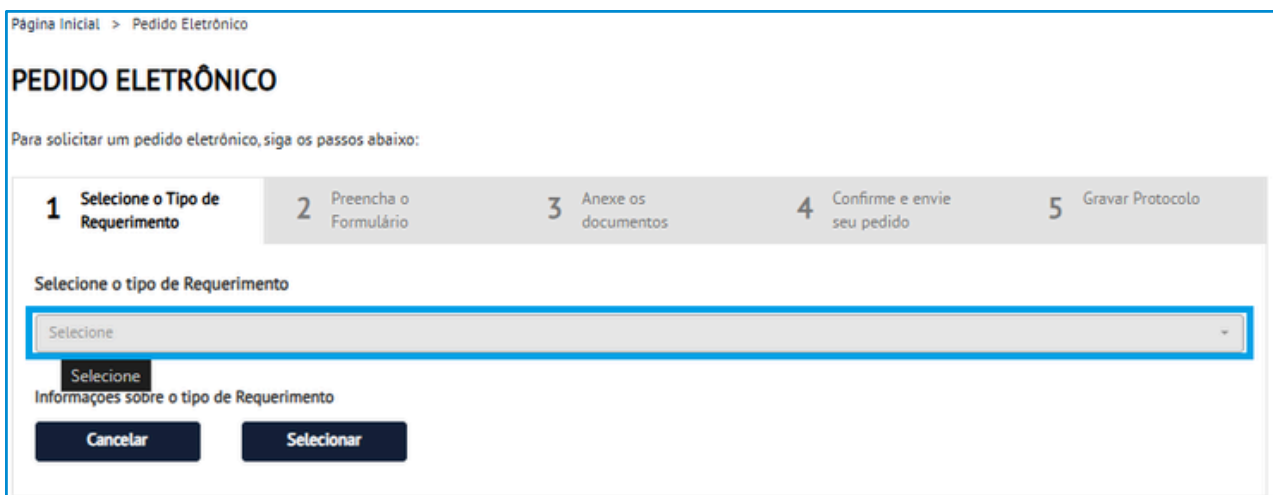 Página Inicial > Pedido Eletrônico
PEDIDO ELETRÔNICO
Para solicitar um pedido eletrônico, siga os passos abaixo:
1 Selecione o Tipo de
Requerimento
2 Preencha o
Formulário
3 Anexe os
documentos
4 Confirme e envie
seu pedido
5 Gravar Protocolo
Selecione o tipo de Requerimento
Selecione
Selecione
Informações sobre o tipo de Requerimento
Cancelar
Selecionar